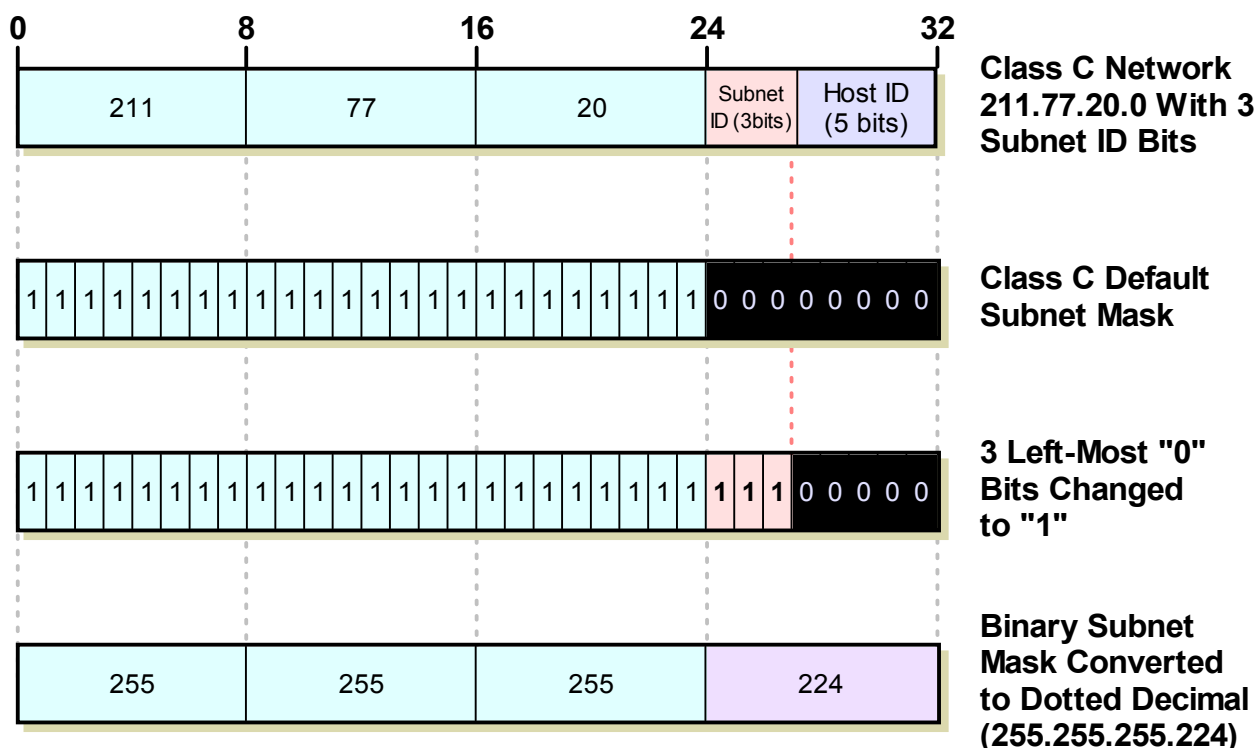 0 8 16 24 32
211 77 20 Subnet ID (3bits) Host ID (5 bits)
Class C Network
211.77.20.0 With 3
Subnet ID Bits
1 1 1 1 1 1 1 1 1 1 1 1 1 1 1 1 1 1 1 1 1 1 1 1 0 0 0 0 0 0 0 0
Class C Default
Subnet Mask
1 1 1 1 1 1 1 1 1 1 1 1 1 1 1 1 1 1 1 1 1 1 1 1 1 1 1 0 0 0 0 0
3 Left-Most "0"
Bits Changed
to "1"
255 255 255 224
Binary Subnet
Mask Converted
to Dotted Decimal
(255.255.255.224)